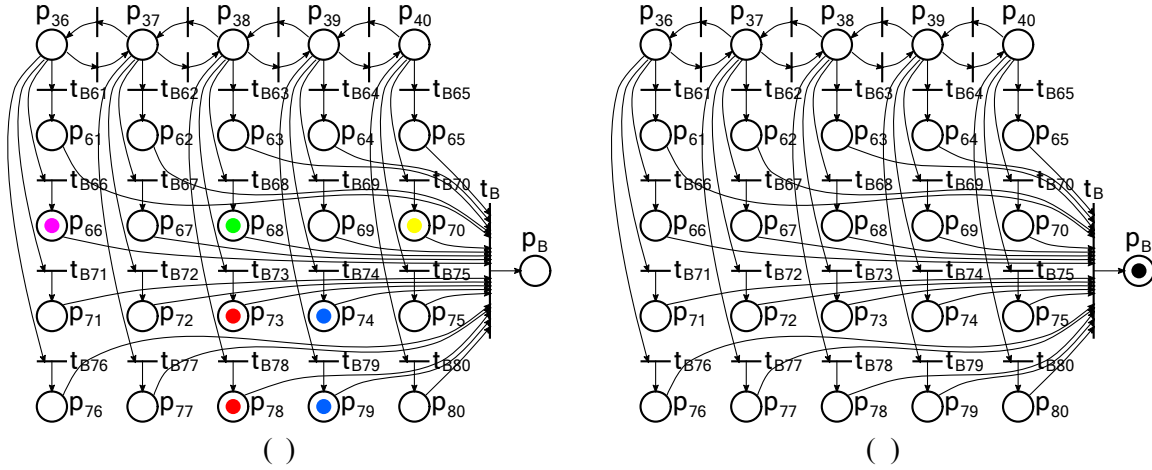 p36 p37 p38 p39 p40 p36 p37 p38 p39 p40
tB61 tB62 tB63 tB64 tB65 tB61 tB62 tB63 tB64 tB65
p61 p62 p63 p64 p65 p61 p62 p63 p64 p65
tB66 tB67 tB68 tB69 tB70 tB66 tB67 tB68 tB69 tB70
tB tB
p66 p67 p68 p69 p70 p66 p67 p68 p69 p70
pB pB
tB71 tB72 tB73 tB74 tB75 tB71 tB72 tB73 tB74 tB75
p71 p72 p73 p74 p75 p71 p72 p73 p74 p75
tB76 tB77 tB78 tB79 tB80 tB76 tB77 tB78 tB79 tB80
p76 p77 p78 p79 p80 p76 p77 p78 p79 p80
( ) ( )